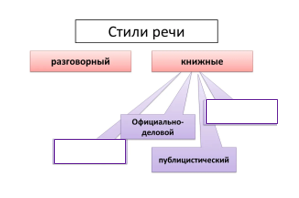 Стили речи
разговорный
книжные
Официально-
деловой
публицистический